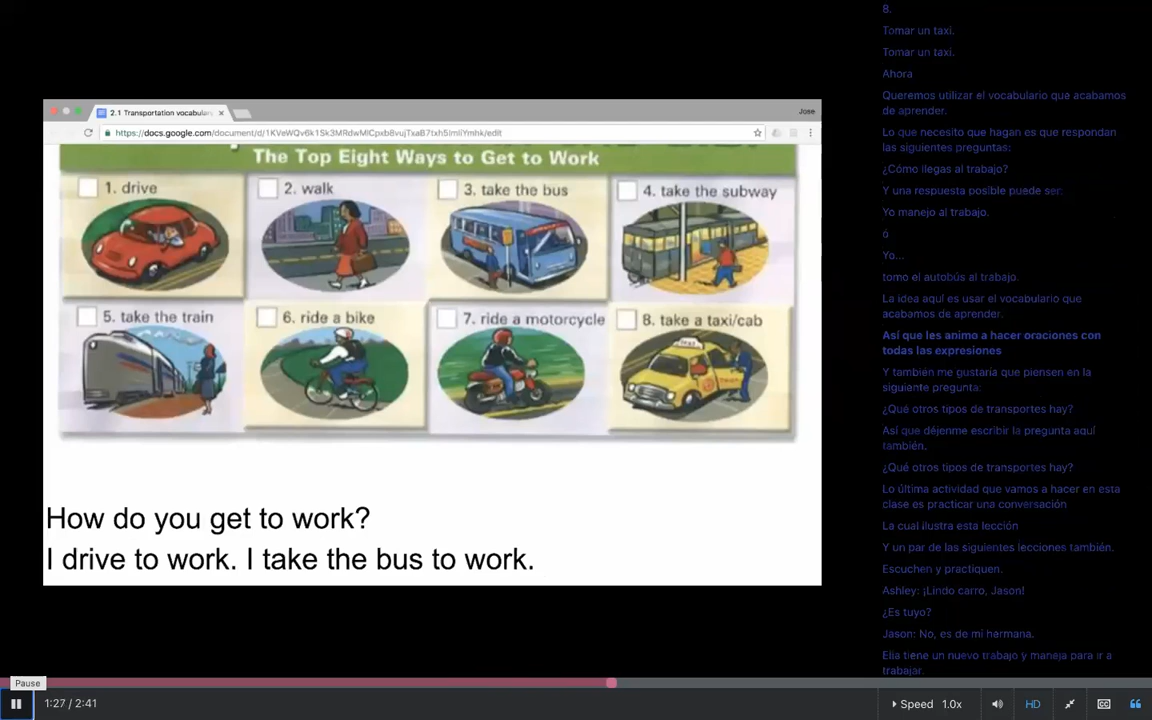 2.1 Transportation vocabulary
Jose
The Top Eight Ways to Get to Work
1. drive
2. walk
3. take the bus
4. take the subway
5. take the train
6. ride a bike
7. ride a motorcycle
8. take a taxi/cab
TAXI
How do you get to work?
I drive to work. I take the bus to work.
8.
Tomar un taxi.
Tomar un taxi.
Ahora
Queremos utilizar el vocabulario que acabamos
de aprender.
Lo que necesito que hagan es que respondan
las siguientes preguntas:
¿Cómo llegas al trabajo?
Y una respuesta posible puede ser:
Yo manejo al trabajo.
ó
Yo...
tomo el autobús al trabajo.
La idea aquí es usar el vocabulario que
acabamos de aprender.
Así que les animo a hacer oraciones con
todas las expresiones
Y también me gustaría que piensen en la
siguiente pregunta:
¿Qué otros tipos de transportes hay?
Así que déjenme escribir la pregunta aquí
también.
¿Qué otros tipos de transportes hay?
Lo última actividad que vamos a hacer en esta
clase es practicar una conversación
La cual ilustra esta lección
Y un par de las siguientes lecciones también.
Escuchen y practiquen.
Ashley: ¡Lindo carro, Jason!
¿Es tuyo?
Jason: No, es de mi hermana.
Ella tiene un nuevo trabajo y maneja para ir a
trabajar.
Pause
1:27 / 2:41
Speed 1.0x
HD
CC